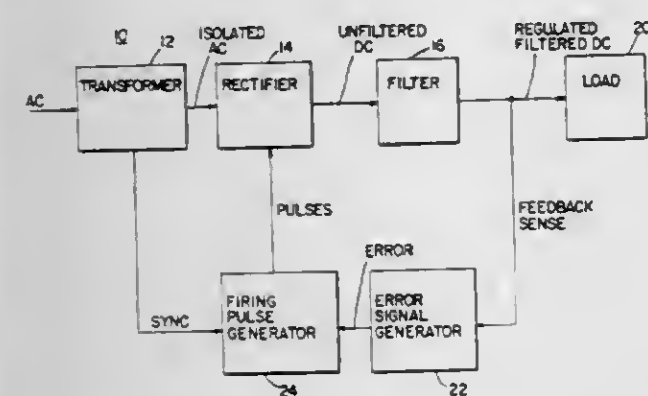 10
12
ISOLATED
AC
14
UNFILTERED
DC
16
REGULATED
FILTERED DC
20
AC
TRANSFORMER
RECTIFIER
FILTER
LOAD
PULSES
FEEDBACK
SENSE
ERROR
SYNC
FIRING
PULSE
GENERATOR
ERROR
SIGNAL
GENERATOR
24
22